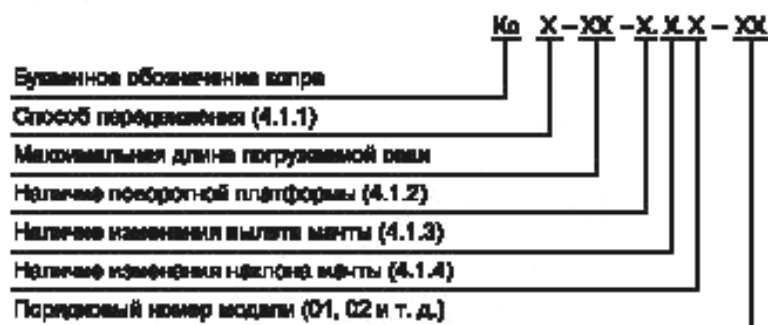 Ко Х–ХХ–Х.Х.Х–ХХ
Буквенное обозначение копра
Способ передвижения (4.1.1)
Максимальная длина погружаемой сваи
Наличие поворотной платформы (4.1.2)
Наличие изменения вылета мачты (4.1.3)
Наличие изменения наклона мачты (4.1.4)
Порядковый номер модели (01, 02 и т. д.)